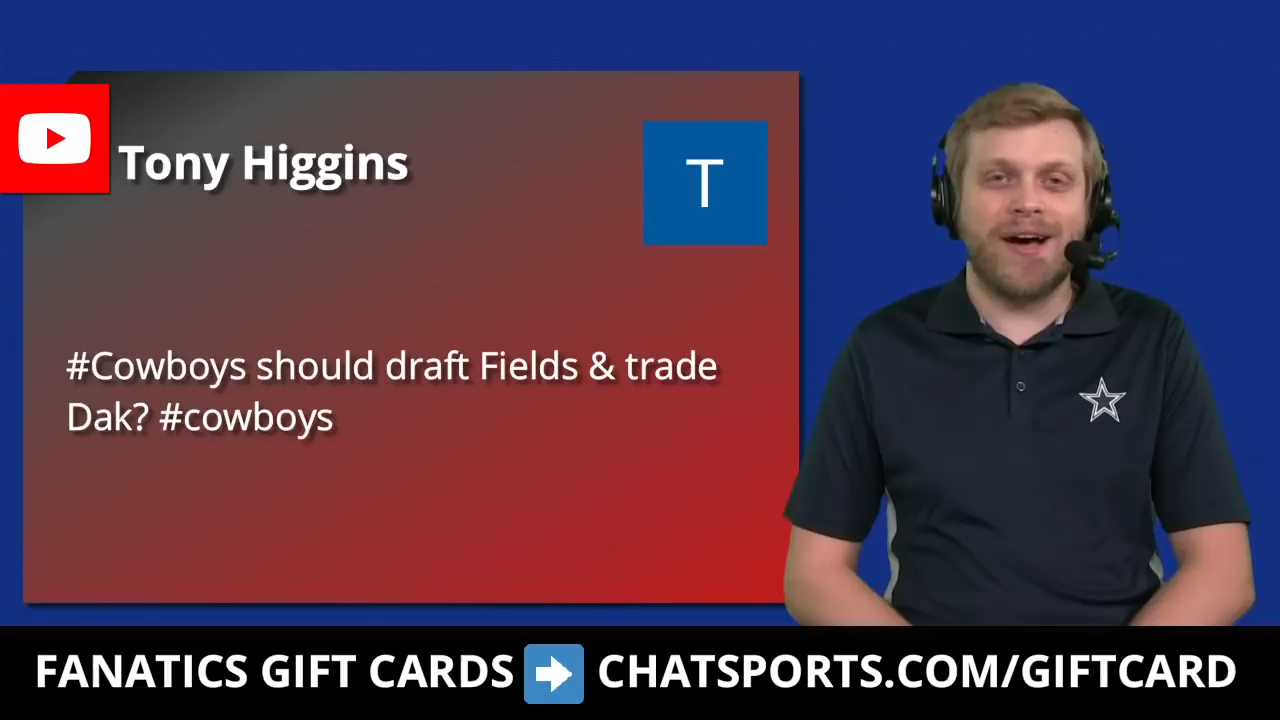 Tony Higgins
T
#Cowboys should draft Fields & trade
Dak? #cowboys
FANATICS GIFT CARDS ➡ CHATSPORTS.COM/GIFTCARD